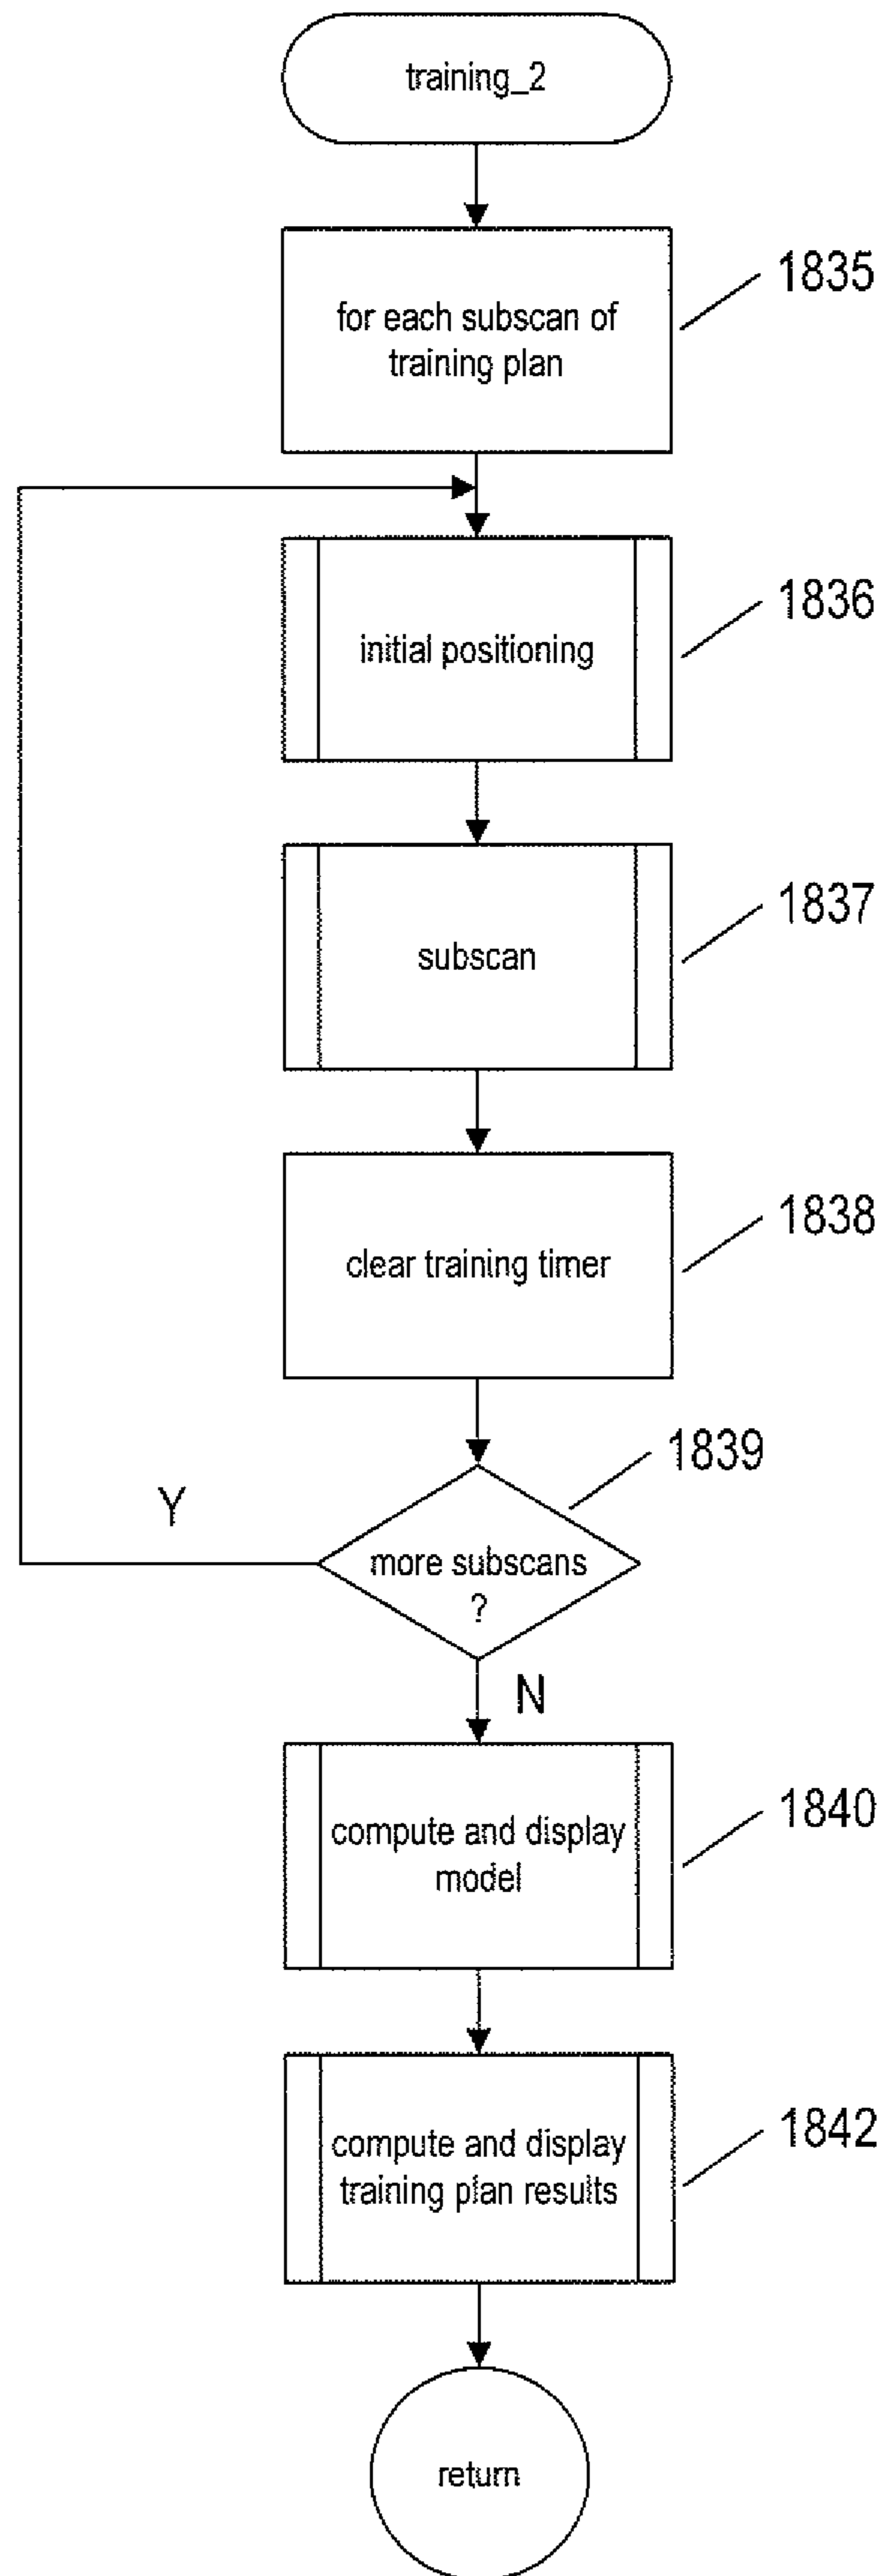 training_2
for each subscan of
training plan
1835
initial positioning
1836
subscan
1837
clear training timer
1838
1839
Y
more subscans
?
N
compute and display
model
1840
compute and display
training plan results
1842
return